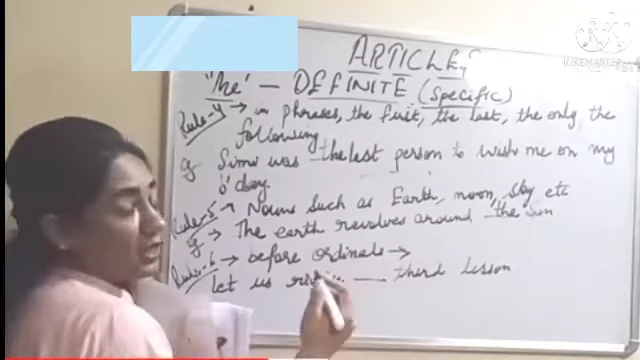 ARTICLES
"The" — DEFINITE (Specific)
Rule-4 → in phrases, the first, the last, the only the
following
eg Simi was the last person to wish me on my
b'day.
Rule-5 → Nouns such as Earth, moon, sky etc
eg → The earth revolves around the Sun
Rule-6 → before ordinals →
let us — third lesson
KINEMASTER